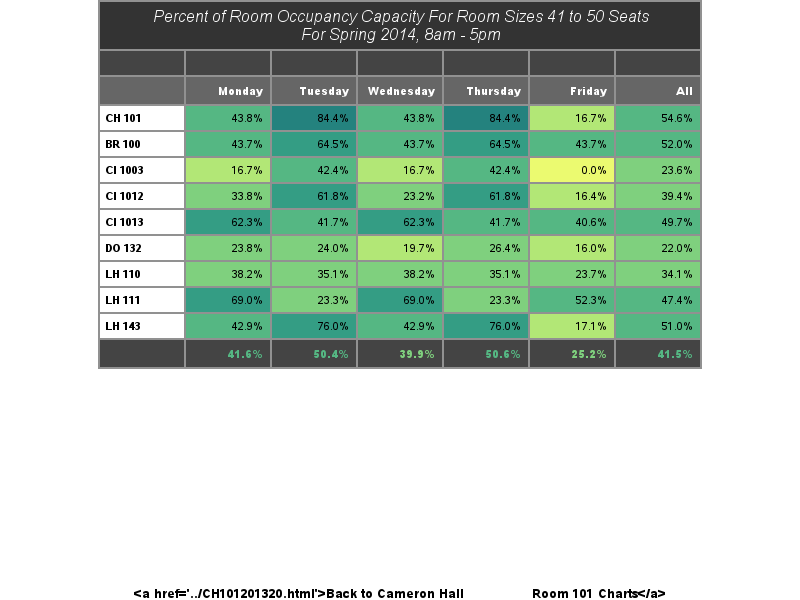 Percent of Room Occupancy Capacity For Room Sizes 41 to 50 Seats
For Spring 2014, 8am - 5pm
Monday Tuesday Wednesday Thursday Friday All
CH 101 43.8% 84.4% 43.8% 84.4% 16.7% 54.6%
BR 100 43.7% 64.5% 43.7% 64.5% 43.7% 52.0%
CI 1003 16.7% 42.4% 16.7% 42.4% 0.0% 23.6%
CI 1012 33.8% 61.8% 23.2% 61.8% 16.4% 39.4%
CI 1013 62.3% 41.7% 62.3% 41.7% 40.6% 49.7%
DO 132 23.8% 24.0% 19.7% 26.4% 16.0% 22.0%
LH 110 38.2% 35.1% 38.2% 35.1% 23.7% 34.1%
LH 111 69.0% 23.3% 69.0% 23.3% 52.3% 47.4%
LH 143 42.9% 76.0% 42.9% 76.0% 17.1% 51.0%
41.6% 50.4% 39.9% 50.6% 25.2% 41.5%
<a href='../CH101201320.html'>Back to Cameron Hall Room 101 Charts</a>